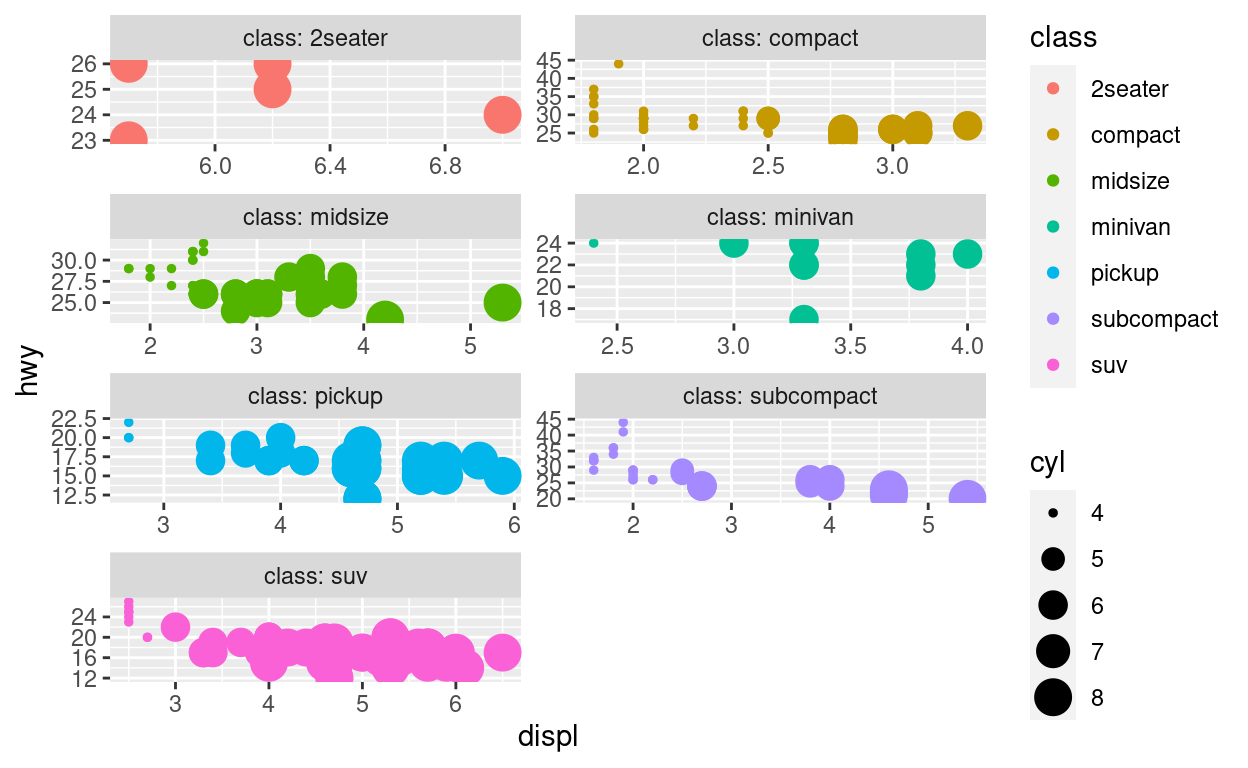 class: 2seater
26
25
24
23
6.0 6.4 6.8
class: compact
45
40
35
30
25
2.0 2.5 3.0
class: midsize
30.0
27.5
25.0
2 3 4 5
class: minivan
24
22
20
18
2.5 3.0 3.5 4.0
class: pickup
22.5
20.0
17.5
15.0
12.5
3 4 5 6
class: subcompact
45
40
35
30
25
20
2 3 4 5
class: suv
24
20
16
12
3 4 5 6
hwy
displ
class
2seater
compact
midsize
minivan
pickup
subcompact
suv
cyl
4
5
6
7
8